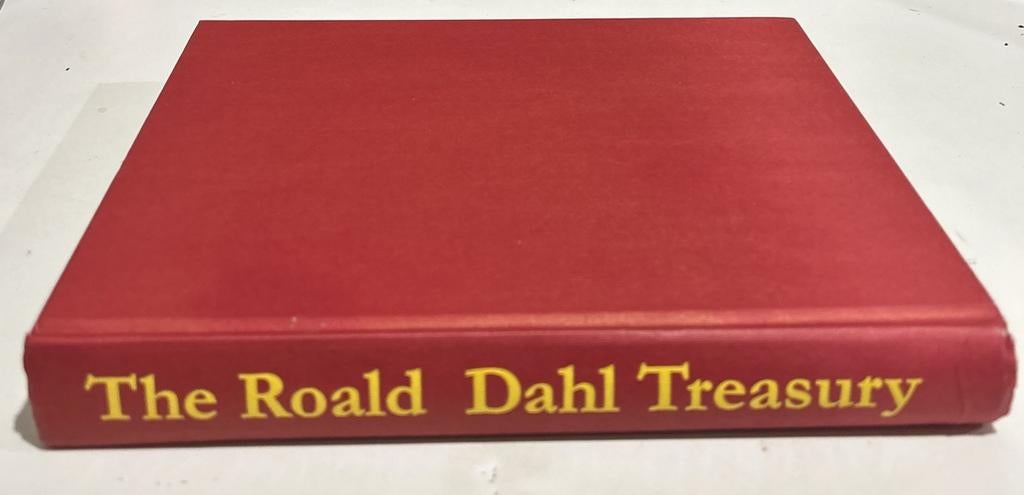 The Roald Dahl Treasury